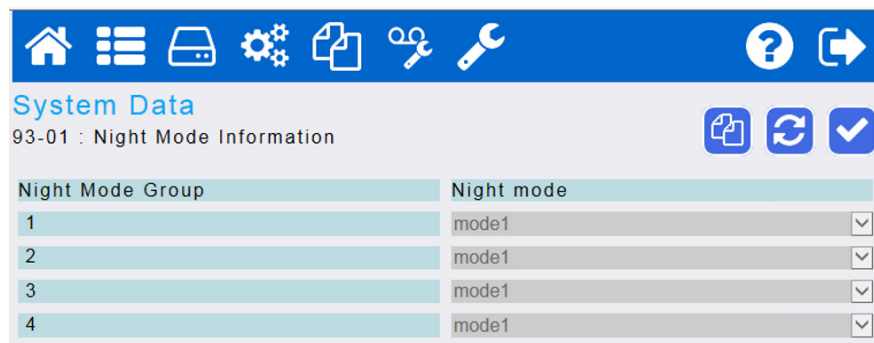 System Data
93-01 : Night Mode Information
Night Mode Group Night mode
1 mode1
2 mode1
3 mode1
4 mode1